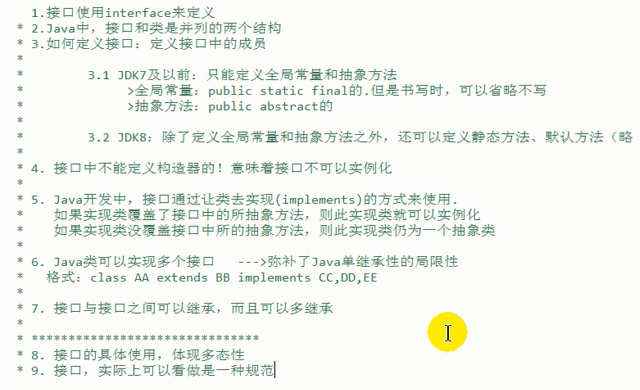 1.接口使用interface来定义
* 2.Java中，接口和类是并列的两个结构
* 3.如何定义接口：定义接口中的成员
*
* 3.1 JDK7及以前：只能定义全局常量和抽象方法
* >全局常量：public static final的.但是书写时，可以省略不写
* >抽象方法：public abstract的
*
* 3.2 JDK8：除了定义全局常量和抽象方法之外，还可以定义静态方法、默认方法（略
*
* 4. 接口中不能定义构造器的！意味着接口不可以实例化
*
* 5. Java开发中，接口通过让类去实现(implements)的方式来使用.
* 如果实现类覆盖了接口中的所抽象方法，则此实现类就可以实例化
* 如果实现类没覆盖接口中所的抽象方法，则此实现类仍为一个抽象类
*
* 6. Java类可以实现多个接口 --->弥补了Java单继承性的局限性
* 格式：class AA extends BB implements CC,DD,EE
*
* 7. 接口与接口之间可以继承，而且可以多继承
*
* *******************************
* 8. 接口的具体使用，体现多态性
* 9. 接口，实际上可以看做是一种规范